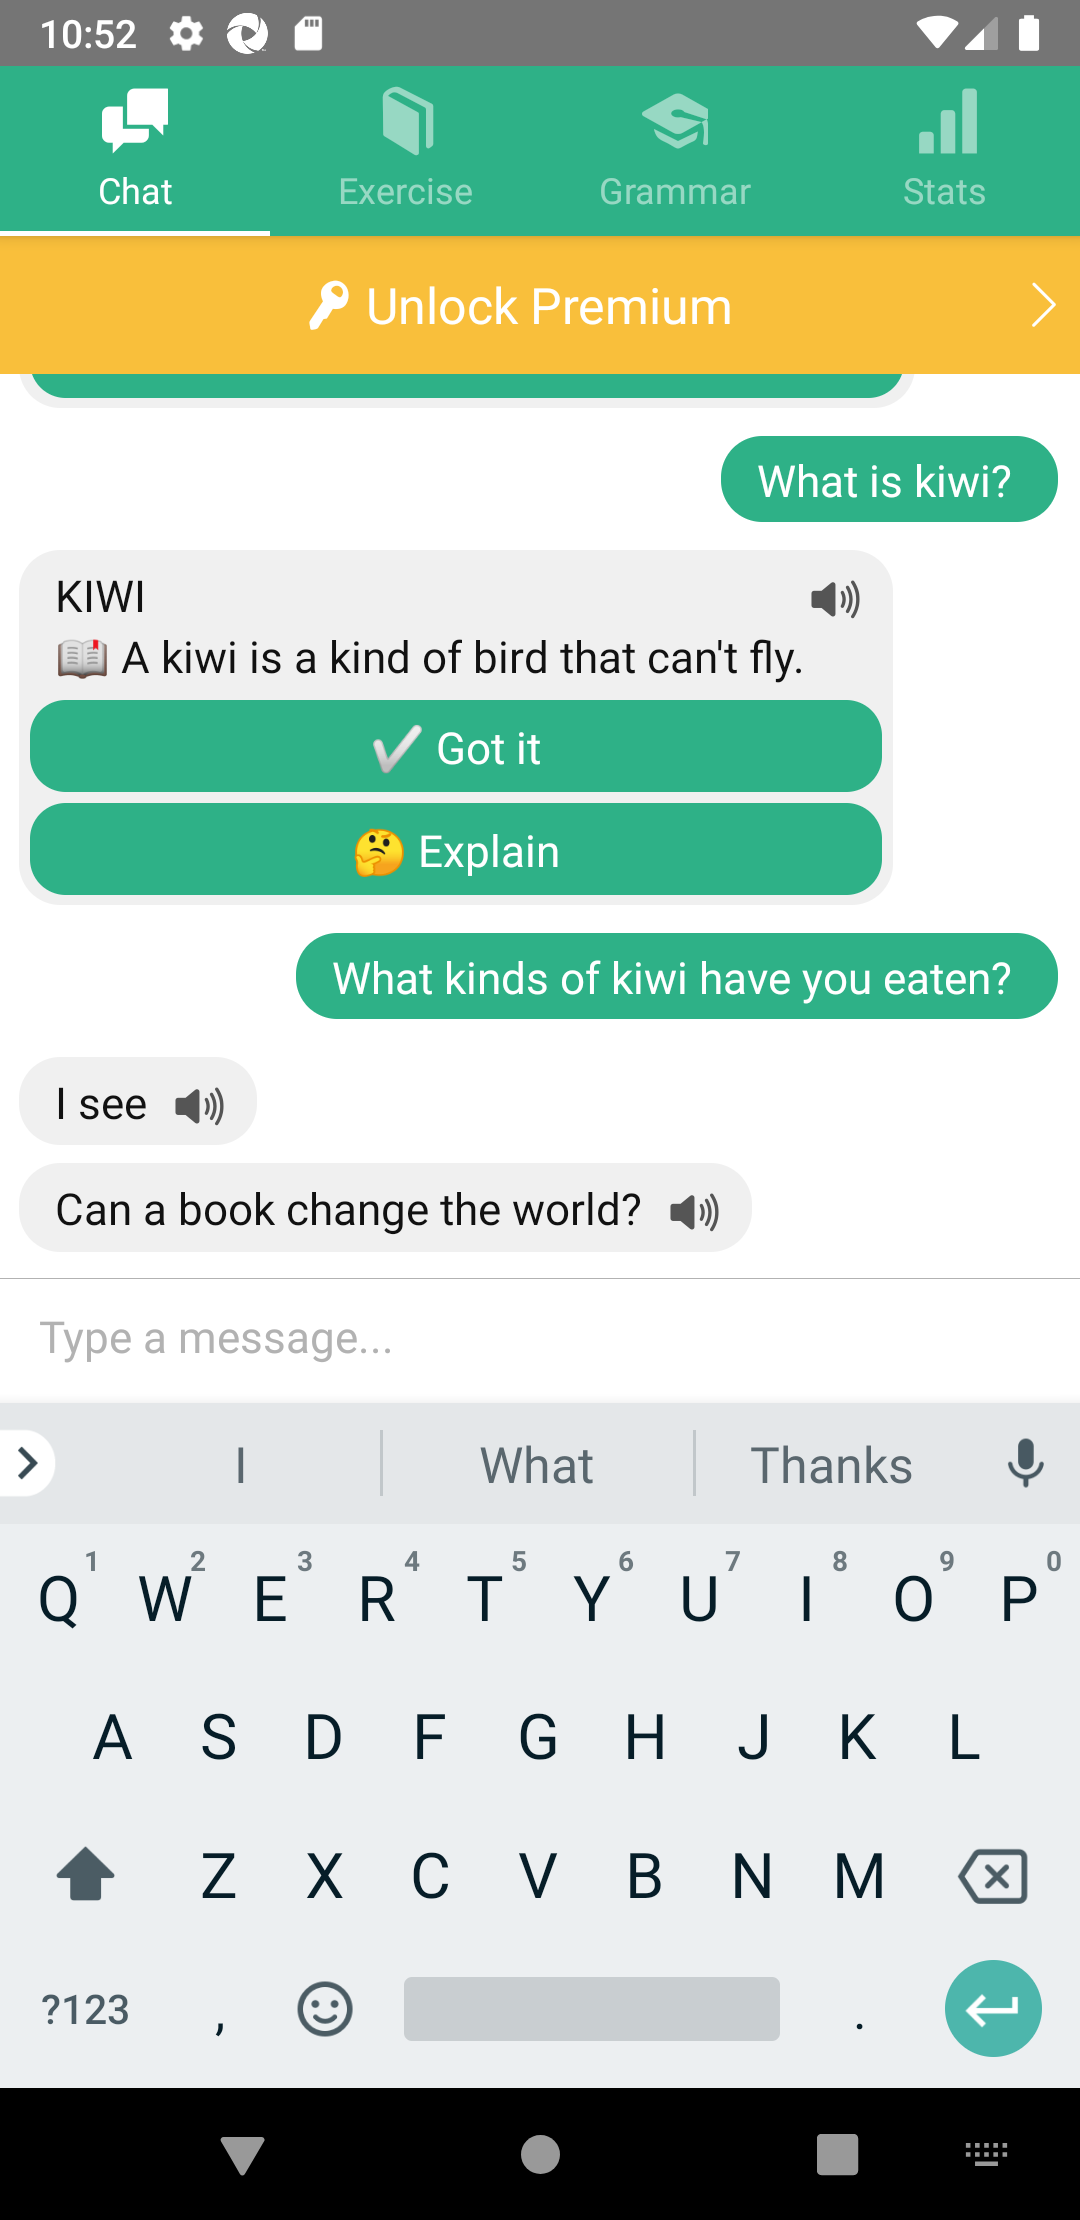 10:52
Chat
Exercise
Grammar
Stats
Unlock Premium
What is kiwi?
KIWI
A kiwi is a kind of bird that can't fly.
Got it
Explain
What kinds of kiwi have you eaten?
I see
Can a book change the world?
Type a message...
I What Thanks
1 2 3 4 5 6 7 8 9 0
Q W E R T Y U I O P
A S D F G H J K L
Z X C V B N M
?123 , .